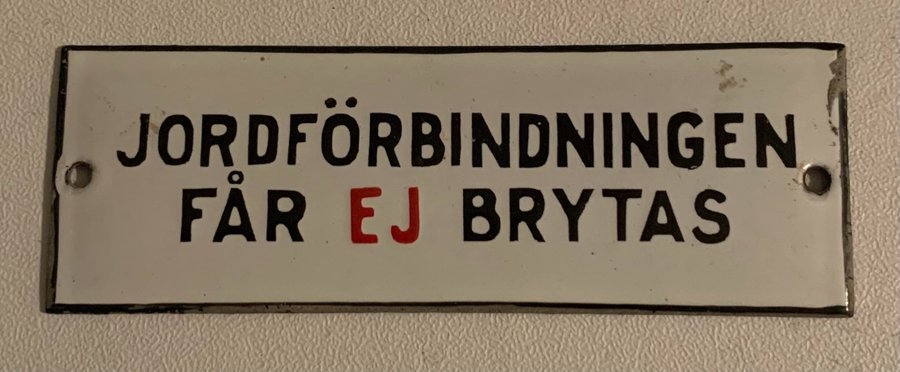 JORDFÖRBINDNINGEN
FÅR EJ BRYTAS